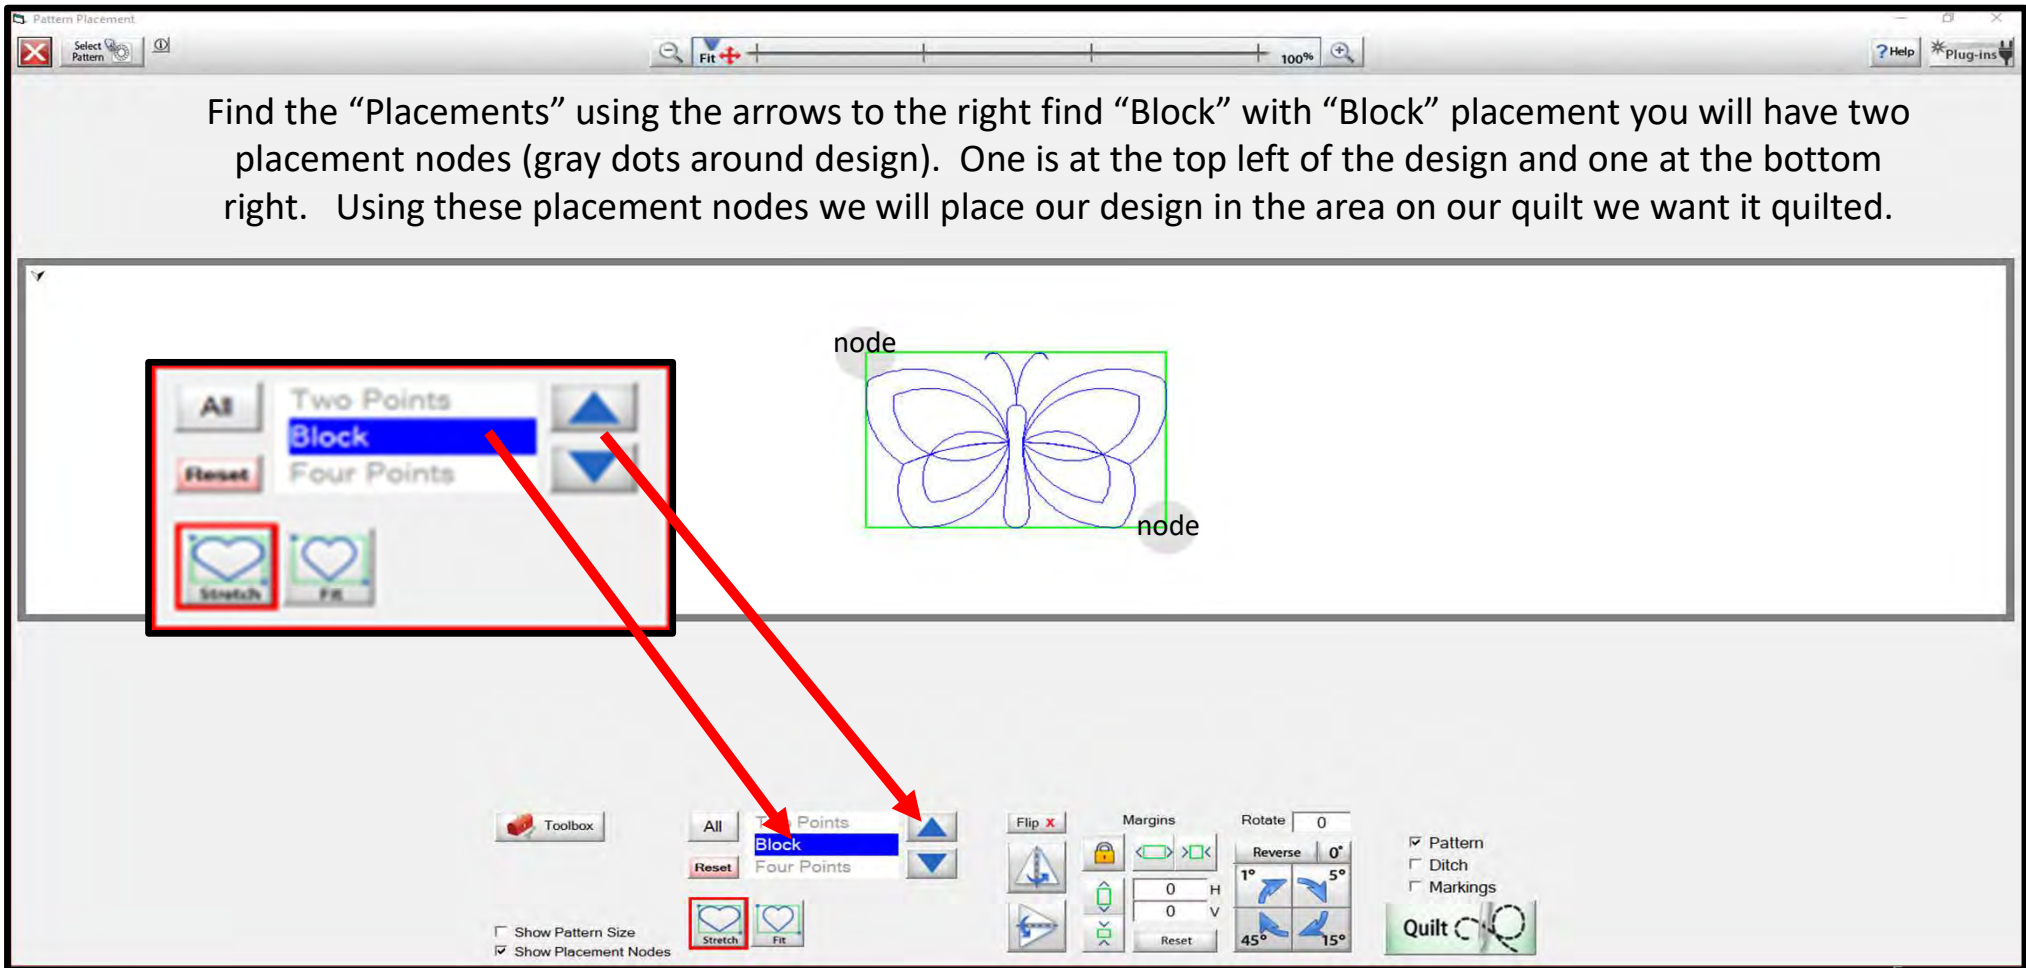 Pattern Placement
Select Pattern
Fit
100%
?Help
Plug-ins
Find the “Placements” using the arrows to the right find “Block” with “Block” placement you will have two
placement nodes (gray dots around design).  One is at the top left of the design and one at the bottom
right.   Using these placement nodes we will place our design in the area on our quilt we want it quilted.
node
node
All
Two Points
Block
Reset
Four Points
Stretch
Fit
Toolbox
All
Points
Block
Reset
Four Points
Stretch
Fit
Show Pattern Size
Show Placement Nodes
Flip X
Margins
0 H
0 V
Reset
Rotate 0
Reverse 0°
1° 5°
45° 15°
Pattern
Ditch
Markings
Quilt